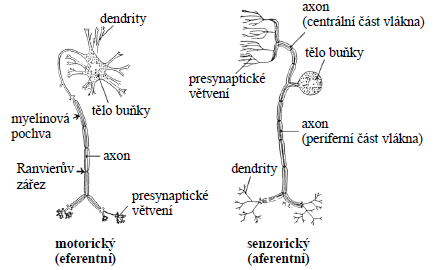 dendrity
tělo buňky
myelinová
pochva
axon
Ranvierův
zářez
presynaptické
větvení
motorický
(eferentní)
axon
(centrální část vlákna)
tělo buňky
presynaptické
větvení
axon
(periferní část vlákna)
dendrity
senzorický
(aferentní)